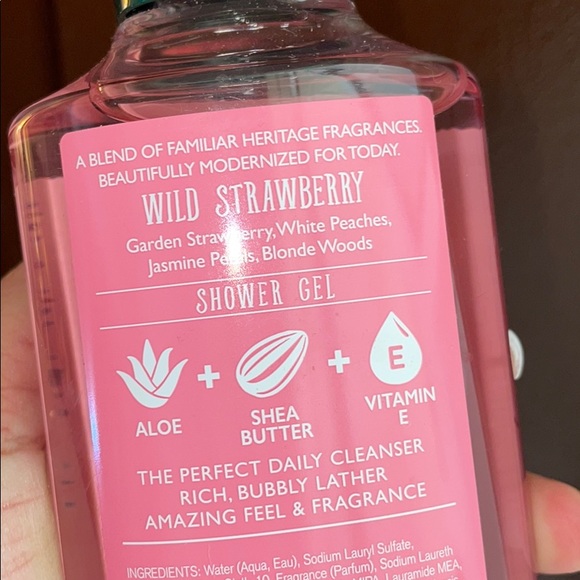 A BLEND OF FAMILIAR HERITAGE FRAGRANCES.
BEAUTIFULLY MODERNIZED FOR TODAY.
WILD STRAWBERRY
Garden Strawberry, White Peaches,
Jasmine Petals, Blonde Woods
SHOWER GEL
E
ALOE + SHEA BUTTER + VITAMIN E
THE PERFECT DAILY CLEANSER
RICH, BUBBLY LATHER
AMAZING FEEL & FRAGRANCE
INGREDIENTS: Water (Aqua, Eau), Sodium Lauryl Sulfate,
10, Fragrance (Parfum), Sodium Laureth
MIPA, Lauramide MEA,